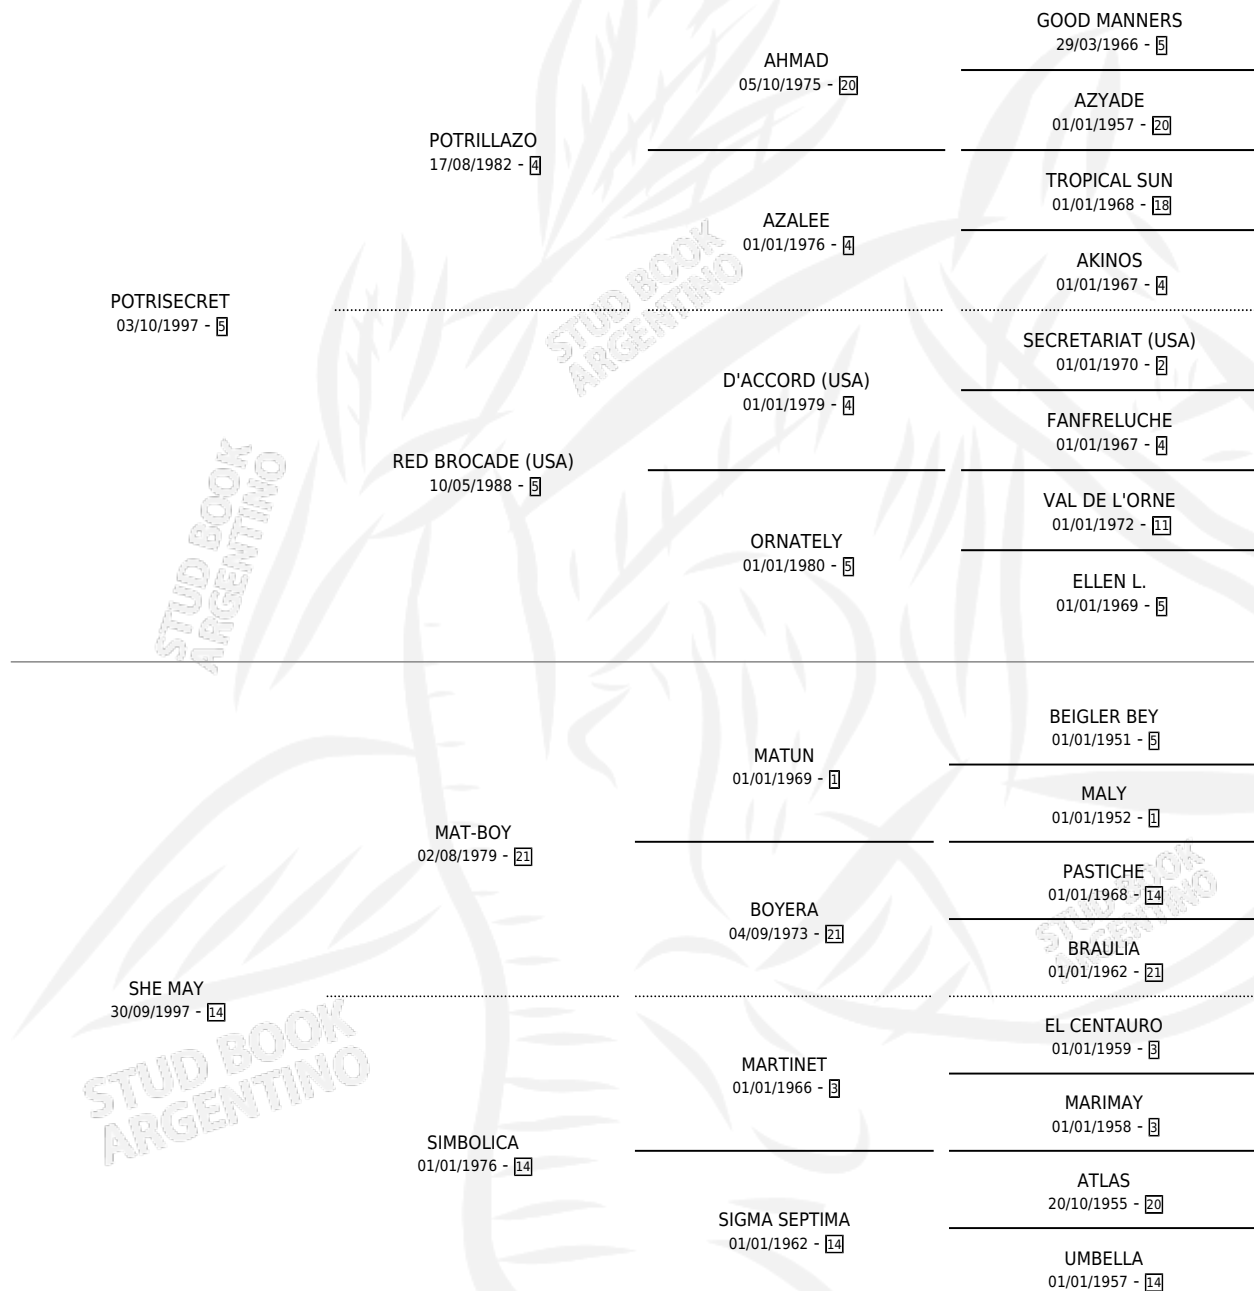 GOOD MANNERS
29/03/1966 - 5
AHMAD
05/10/1975 - 20
AZYADE
01/01/1957 - 20
POTRILLAZO
17/08/1982 - 4
TROPICAL SUN
01/01/1968 - 18
AZALEE
01/01/1976 - 4
AKINOS
01/01/1967 - 4
POTRISECRET
03/10/1997 - 5
SECRETARIAT (USA)
01/01/1970 - 2
D'ACCORD (USA)
01/01/1979 - 4
FANFRELUCHE
01/01/1967 - 4
RED BROCADE (USA)
10/05/1988 - 5
VAL DE L'ORNE
01/01/1972 - 11
ORNATELY
01/01/1980 - 5
ELLEN L.
01/01/1969 - 5
BEIGLER BEY
01/01/1951 - 5
MATUN
01/01/1969 - 1
MALY
01/01/1952 - 1
MAT-BOY
02/08/1979 - 21
PASTICHE
01/01/1968 - 14
BOYERA
04/09/1973 - 21
BRAULIA
01/01/1962 - 21
SHE MAY
30/09/1997 - 14
EL CENTAURO
01/01/1959 - 3
MARTINET
01/01/1966 - 3
MARIMAY
01/01/1958 - 3
SIMBOLICA
01/01/1976 - 14
ATLAS
20/10/1955 - 20
SIGMA SEPTIMA
01/01/1962 - 14
UMBELLA
01/01/1957 - 14
STUD BOOK
ARGENTINO
STUD BOOK
ARGENTINO
STUD BOOK
ARGENTINO
STUD BOOK
ARGENTINO